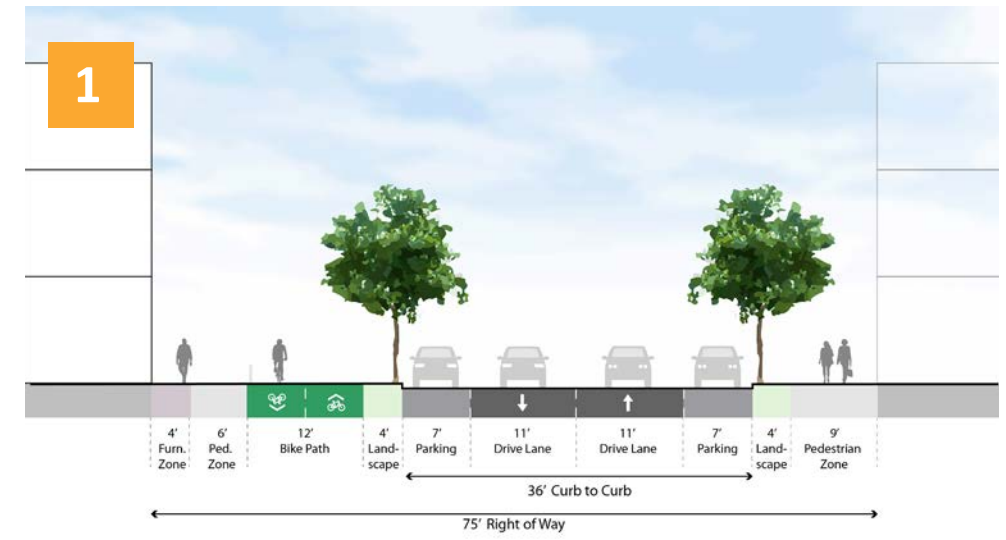 1
4’
Furn.
Zone
6’
Ped.
Zone
12’
Bike Path
4’
Land-
scape
7’
Parking
11’
Drive Lane
11’
Drive Lane
7’
Parking
4’
Land-
scape
9’
Pedestrian
Zone
36’ Curb to Curb
75’ Right of Way